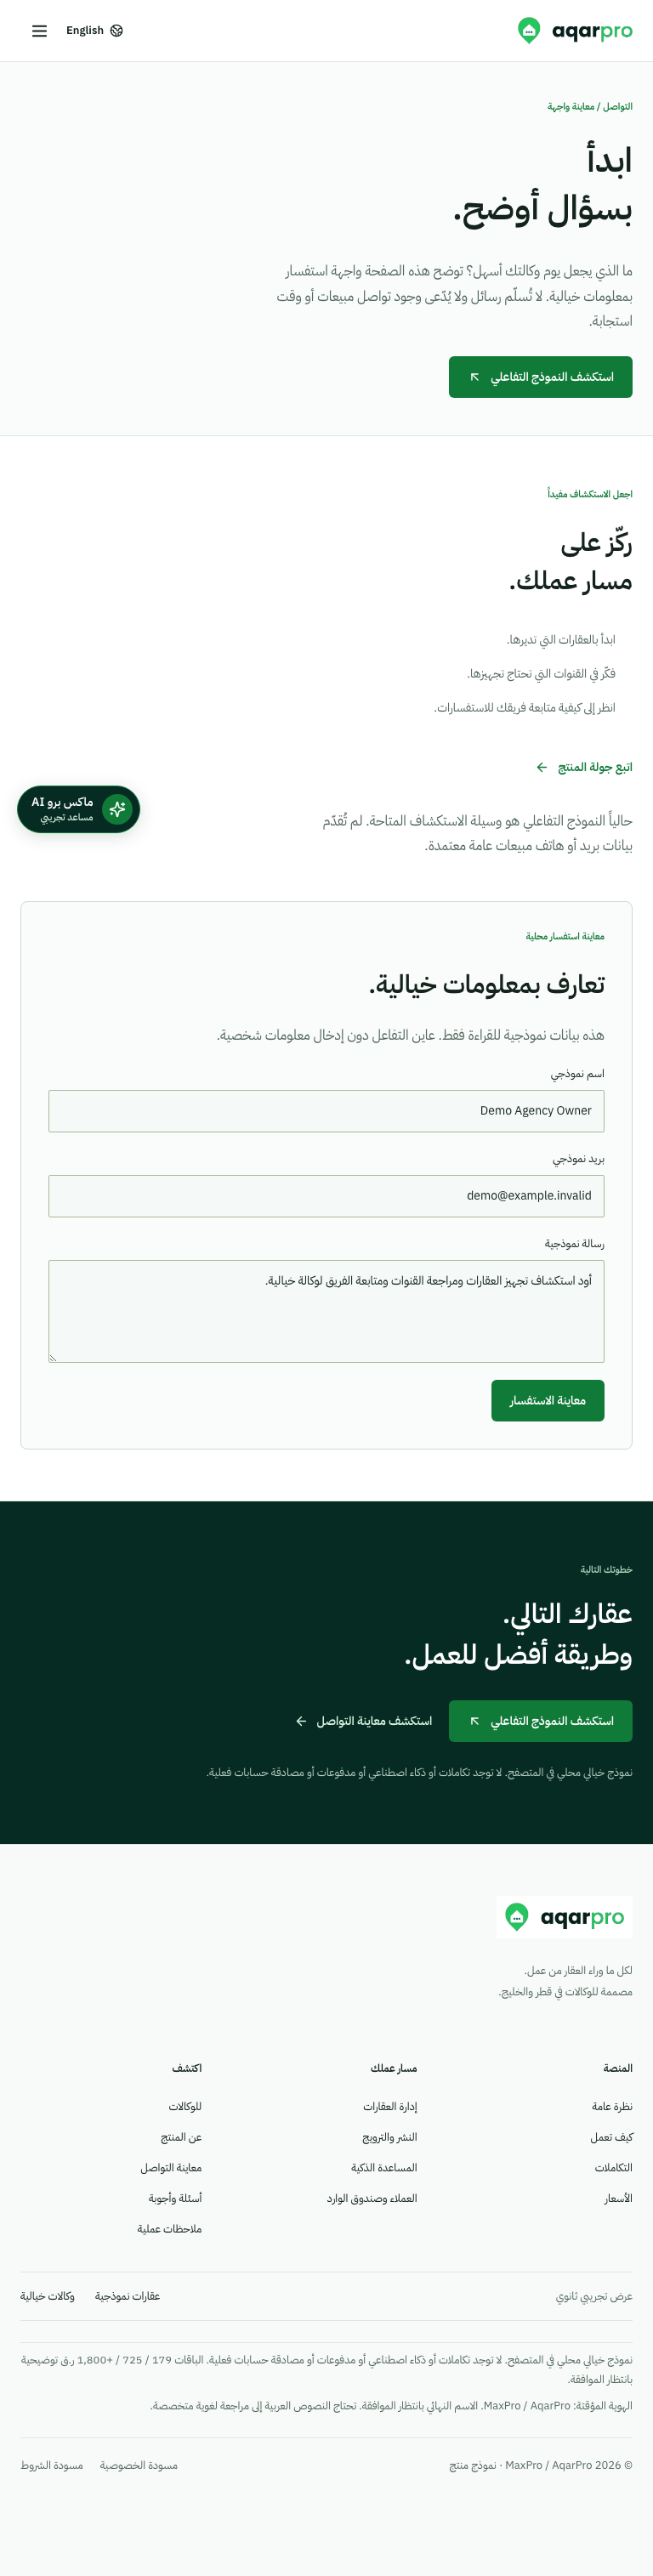 aqarpro
English
التواصل / معاينة واجهة
ابدأ
بسؤال أوضح.
ما الذي يجعل يوم وكالتك أسهل؟ توضح هذه الصفحة واجهة استفسار
بمعلومات خيالية. لا تُسلّم رسائل ولا يُدّعى وجود تواصل مبيعات أو وقت
استجابة.
استكشف النموذج التفاعلي
اجعل الاستكشاف مفيداً
ركّز على
مسار عملك.
ابدأ بالعقارات التي تديرها.
فكّر في القنوات التي تحتاج تجهيزها.
انظر إلى كيفية متابعة فريقك للاستفسارات.
اتبع جولة المنتج
ماكس برو AI
مساعد تجريبي
حالياً النموذج التفاعلي هو وسيلة الاستكشاف المتاحة. لم تُقدّم
بيانات بريد أو هاتف مبيعات عامة معتمدة.
معاينة استفسار محلية
تعارف بمعلومات خيالية.
هذه بيانات نموذجية للقراءة فقط. عاين التفاعل دون إدخال معلومات شخصية.
اسم نموذجي
Demo Agency Owner
بريد نموذجي
demo@example.invalid
رسالة نموذجية
أود استكشاف تجهيز العقارات ومراجعة القنوات ومتابعة الفريق لوكالة خيالية.
معاينة الاستفسار
خطوتك التالية
عقارك التالي.
وطريقة أفضل للعمل.
استكشف النموذج التفاعلي
استكشف معاينة التواصل
نموذج خيالي محلي في المتصفح. لا توجد تكاملات أو ذكاء اصطناعي أو مدفوعات أو مصادقة حسابات فعلية.
aqarpro
لكل ما وراء العقار من عمل.
مصممة للوكالات في قطر والخليج.
المنصة
نظرة عامة
كيف تعمل
التكاملات
الأسعار
مسار عملك
إدارة العقارات
النشر والترويج
المساعدة الذكية
العملاء وصندوق الوارد
اكتشف
للوكالات
عن المنتج
معاينة التواصل
أسئلة وأجوبة
ملاحظات عملية
عرض تجريبي ثانوي
عقارات نموذجية
وكالات خيالية
نموذج خيالي محلي في المتصفح. لا توجد تكاملات أو ذكاء اصطناعي أو مدفوعات أو مصادقة حسابات فعلية. الباقات 179 / 725 / +1,800 ر.ق توضيحية
بانتظار الموافقة.
الهوية المؤقتة: MaxPro / AqarPro. الاسم النهائي بانتظار الموافقة. تحتاج النصوص العربية إلى مراجعة لغوية متخصصة.
© 2026 MaxPro / AqarPro · نموذج منتج
مسودة الخصوصية
مسودة الشروط